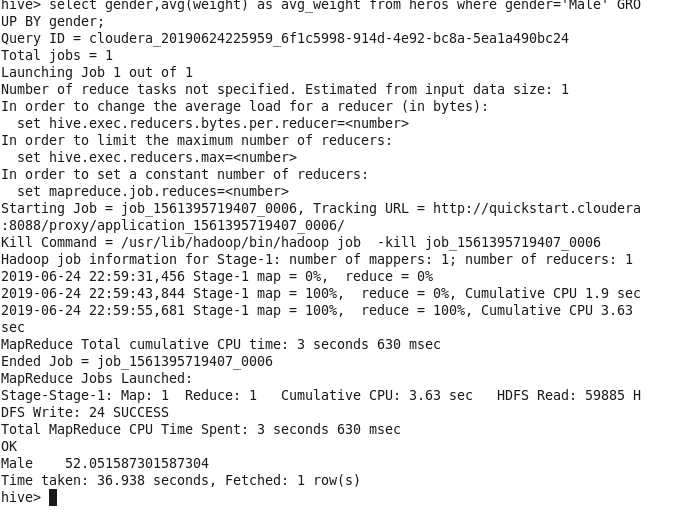 hive> select gender,avg(weight) as avg_weight from heros where gender='Male' GRO
UP BY gender;
Query ID = cloudera_20190624225959_6f1c5998-914d-4e92-bc8a-5ea1a490bc24
Total jobs = 1
Launching Job 1 out of 1
Number of reduce tasks not specified. Estimated from input data size: 1
In order to change the average load for a reducer (in bytes):
  set hive.exec.reducers.bytes.per.reducer=<number>
In order to limit the maximum number of reducers:
  set hive.exec.reducers.max=<number>
In order to set a constant number of reducers:
  set mapreduce.job.reduces=<number>
Starting Job = job_1561395719407_0006, Tracking URL = http://quickstart.cloudera
:8088/proxy/application_1561395719407_0006/
Kill Command = /usr/lib/hadoop/bin/hadoop job  -kill job_1561395719407_0006
Hadoop job information for Stage-1: number of mappers: 1; number of reducers: 1
2019-06-24 22:59:31,456 Stage-1 map = 0%,  reduce = 0%
2019-06-24 22:59:43,844 Stage-1 map = 100%,  reduce = 0%, Cumulative CPU 1.9 sec
2019-06-24 22:59:55,681 Stage-1 map = 100%,  reduce = 100%, Cumulative CPU 3.63
sec
MapReduce Total cumulative CPU time: 3 seconds 630 msec
Ended Job = job_1561395719407_0006
MapReduce Jobs Launched:
Stage-Stage-1: Map: 1  Reduce: 1   Cumulative CPU: 3.63 sec   HDFS Read: 59885 H
DFS Write: 24 SUCCESS
Total MapReduce CPU Time Spent: 3 seconds 630 msec
OK
Male    52.051587301587304
Time taken: 36.938 seconds, Fetched: 1 row(s)
hive>